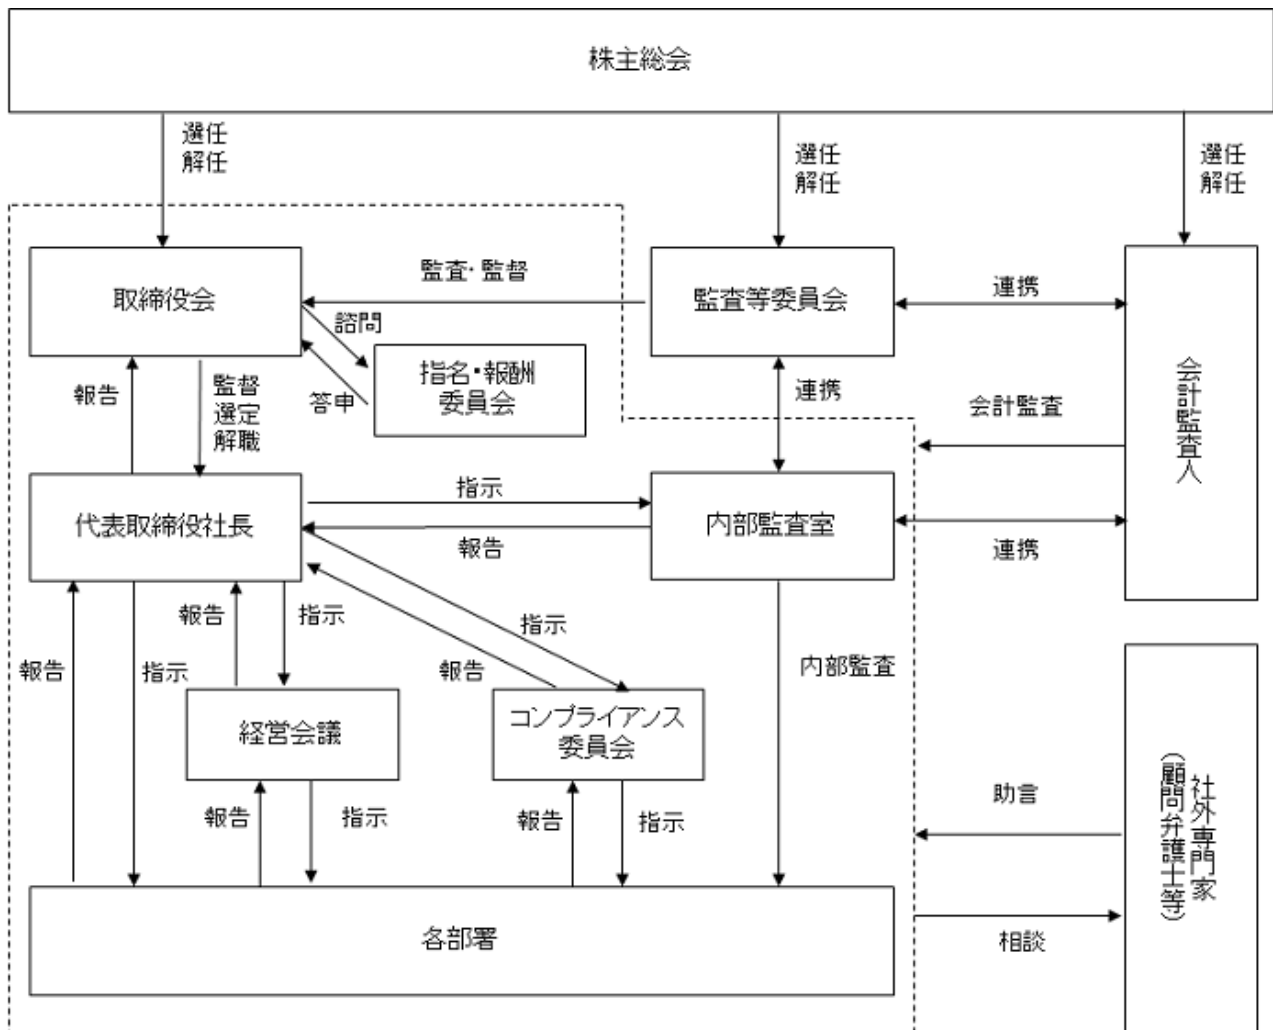 株主総会
選任
解任
選任
解任
選任
解任
取締役会
監査・監督
監査等委員会
連携
諮問
指名・報酬
委員会
答申
報告
監督
選定
解職
連携
会計監査
会計監査人
代表取締役社長
指示
報告
内部監査室
連携
報告
指示
報告
指示
指示
報告
内部監査
経営会議
コンプライアンス
委員会
報告
指示
報告
指示
助言
社外専門家
(顧問弁護士等)
各部署
相談